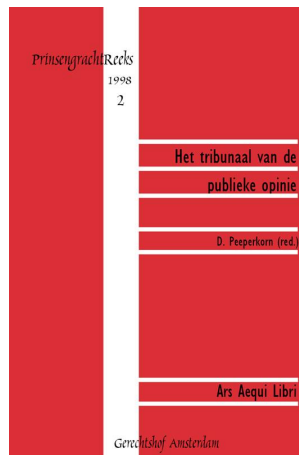 PrinsengrachtReeks
1998
2
Het tribunaal van de
publieke opinie
D. Peeperkorn (red.)
Ars Aequi Libri
Gerechtshof Amsterdam